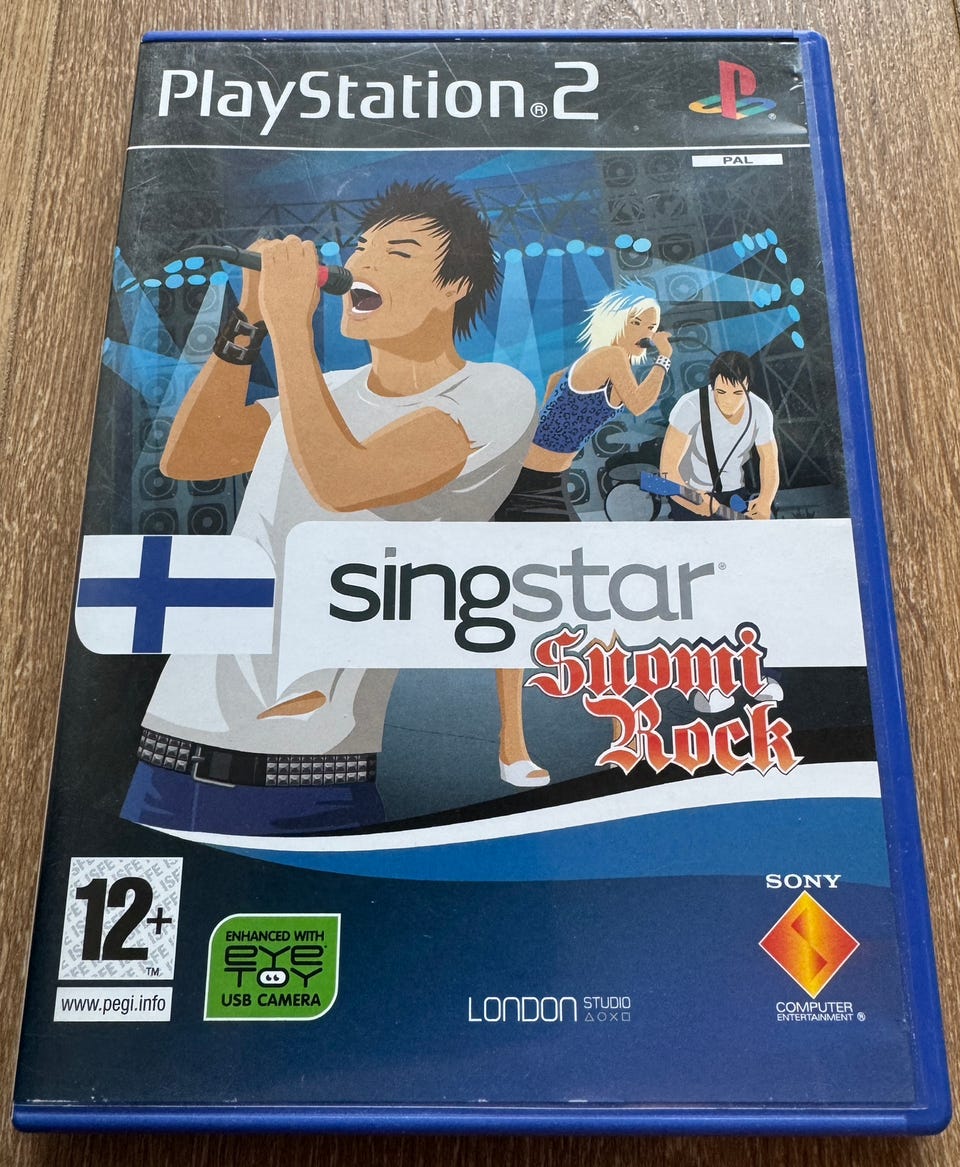 PlayStation®2
PAL
singstar®
Suomi
Rock
12+
TM
www.pegi.info
ENHANCED WITH
EYE
TOY
USB CAMERA
LONDON STUDIO
SONY
COMPUTER
ENTERTAINMENT ®